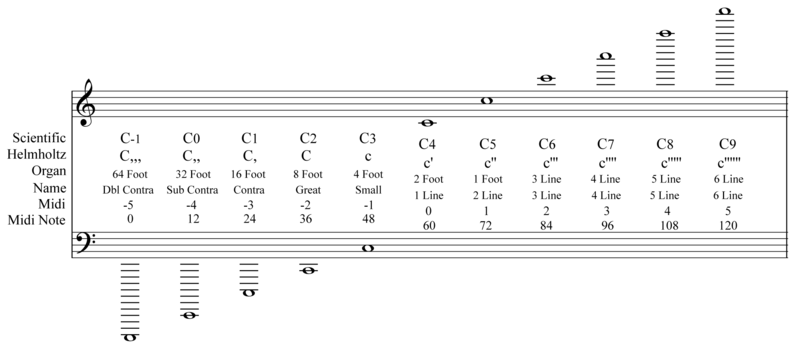 Scientific C-1 C0 C1 C2 C3 C4 C5 C6 C7 C8 C9
Helmholtz C,,, C,, C, C c c' c'' c''' c'''' c''''' c''''''
Organ 64 Foot 32 Foot 16 Foot 8 Foot 4 Foot 2 Foot 1 Foot 3 Line 4 Line 5 Line 6 Line
Name Dbl Contra Sub Contra Contra Great Small 1 Line 2 Line 3 Line 4 Line 5 Line 6 Line
Midi -5 -4 -3 -2 -1 0 1 2 3 4 5
Midi Note 0 12 24 36 48 60 72 84 96 108 120